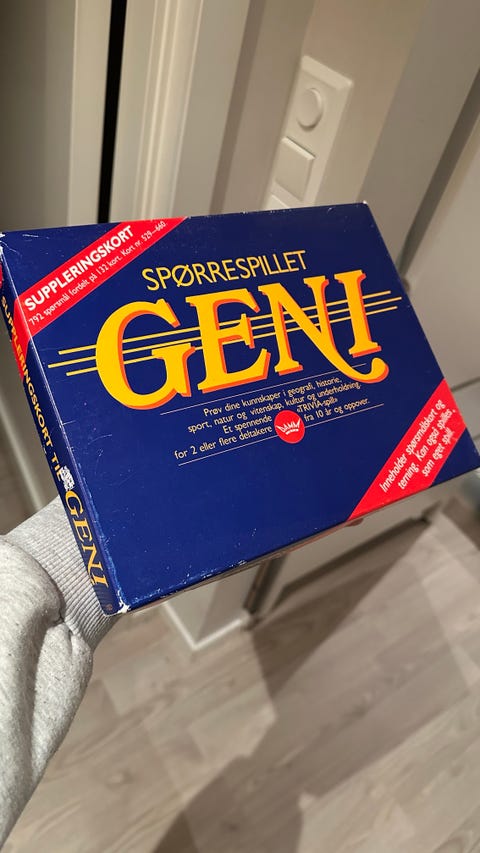 SUPPLERINGSKORT
792 spørsmål fordelt på 132 kort. Kort nr. 529-660
SPØRRESPILLET
GENI
Prøv dine kunnskaper i geografi, historie,
sport, natur og vitenskap, kultur og underholdning.
Et spennende «TRIVIA-spill»
for 2 eller flere deltakere fra 10 år og oppover.
DAMM
Inneholder spørsmålskort og
terning. Kan også spilles
som eget spill.
SUPPLERINGSKORT TIL
GENI